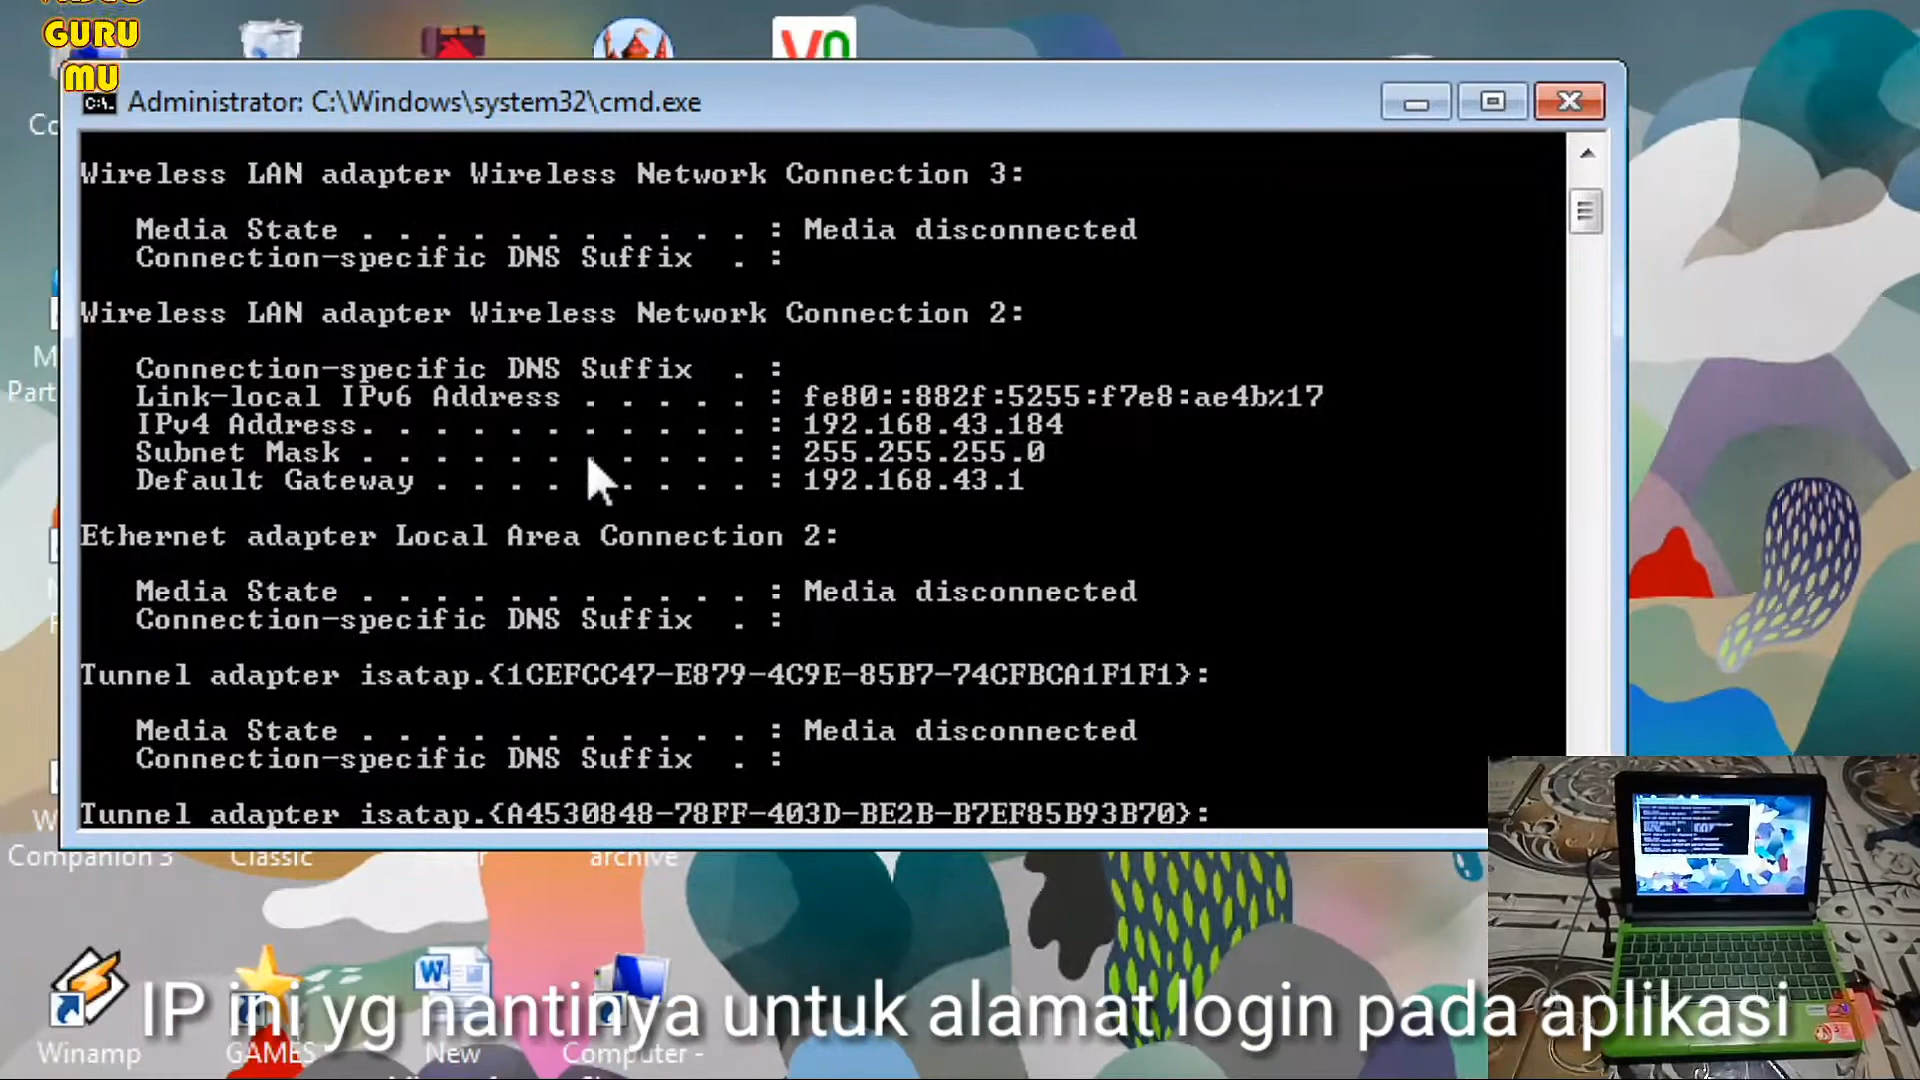 GURU
MU
Administrator: C:\Windows\system32\cmd.exe
Wireless LAN adapter Wireless Network Connection 3:
Media State . . . . . . . . . . . : Media disconnected
Connection-specific DNS Suffix  . :
Wireless LAN adapter Wireless Network Connection 2:
Connection-specific DNS Suffix  . :
Link-local IPv6 Address . . . . . : fe80::882f:5255:f7e8:ae4b%17
IPv4 Address. . . . . . . . . . . : 192.168.43.184
Subnet Mask . . . . . . . . . . . : 255.255.255.0
Default Gateway . . . . . . . . . : 192.168.43.1
Ethernet adapter Local Area Connection 2:
Media State . . . . . . . . . . . : Media disconnected
Connection-specific DNS Suffix  . :
Tunnel adapter isatap.{1CEFCC47-E879-4C9E-85B7-74CFBCA1F1F1}:
Media State . . . . . . . . . . . : Media disconnected
Connection-specific DNS Suffix  . :
Tunnel adapter isatap.{A4530848-78FF-403D-BE2B-B7EF85B93B70}:
Companion 3
Classic
archive
IP ini yg nantinya untuk alamat login pada aplikasi
Winamp
GAMES
New
Computer -